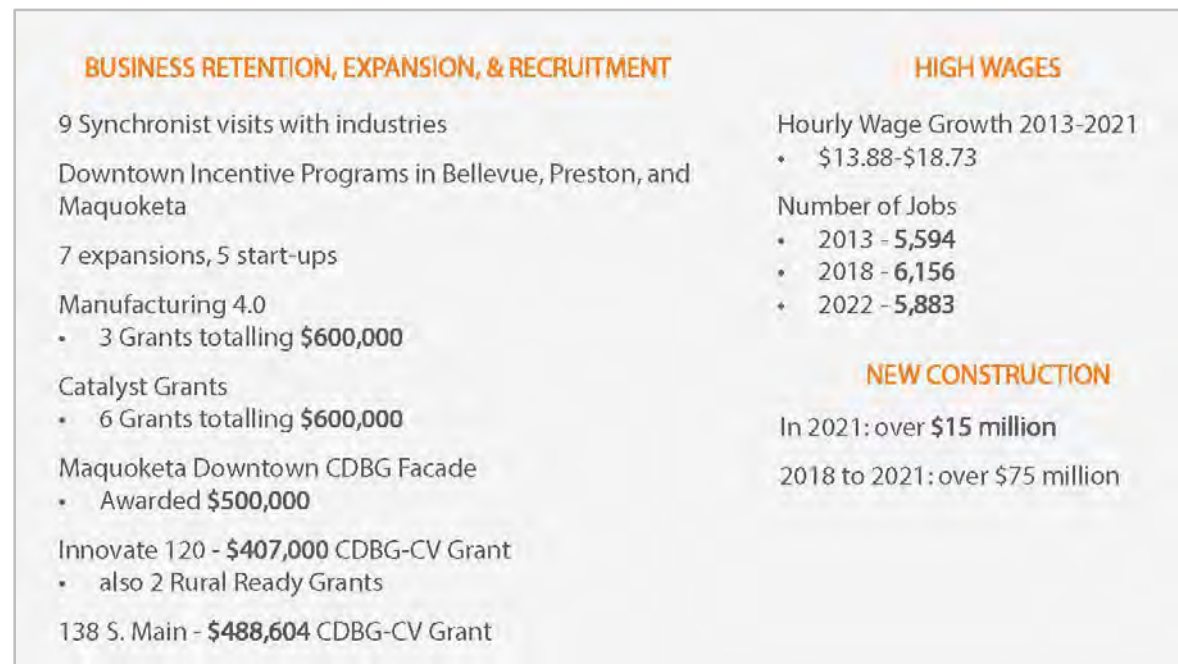 BUSINESS RETENTION, EXPANSION, & RECRUITMENT
9 Synchronist visits with industries
Downtown Incentive Programs in Bellevue, Preston, and
Maquoketa
7 expansions, 5 start-ups
Manufacturing 4.0
• 3 Grants totalling $600,000
Catalyst Grants
• 6 Grants totalling $600,000
Maquoketa Downtown CDBG Facade
• Awarded $500,000
Innovate 120 - $407,000 CDBG-CV Grant
• also 2 Rural Ready Grants
138 S. Main - $488,604 CDBG-CV Grant
HIGH WAGES
Hourly Wage Growth 2013-2021
• $13.88-$18.73
Number of Jobs
• 2013 - 5,594
• 2018 - 6,156
• 2022 - 5,883
NEW CONSTRUCTION
In 2021: over $15 million
2018 to 2021: over $75 million